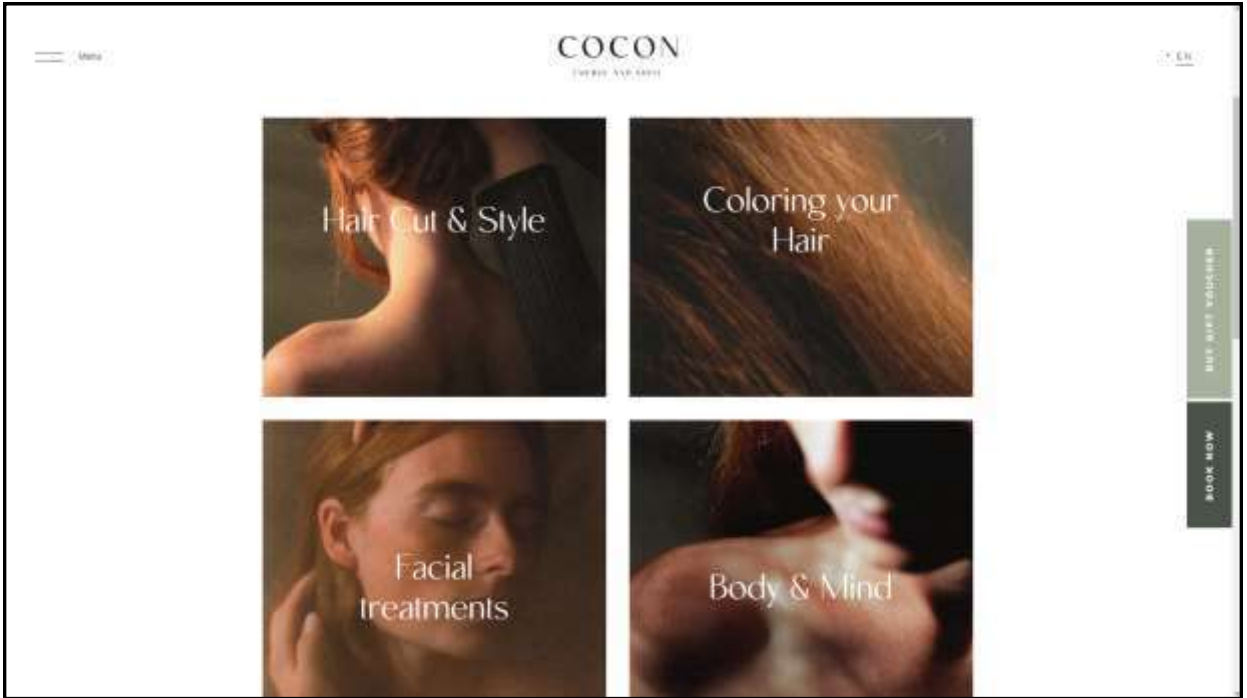 Menu
COCON
EN
Hair Cut & Style
Coloring your
Hair
BUY GIFT VOUCHER
BOOK NOW
Facial
treatments
Body & Mind